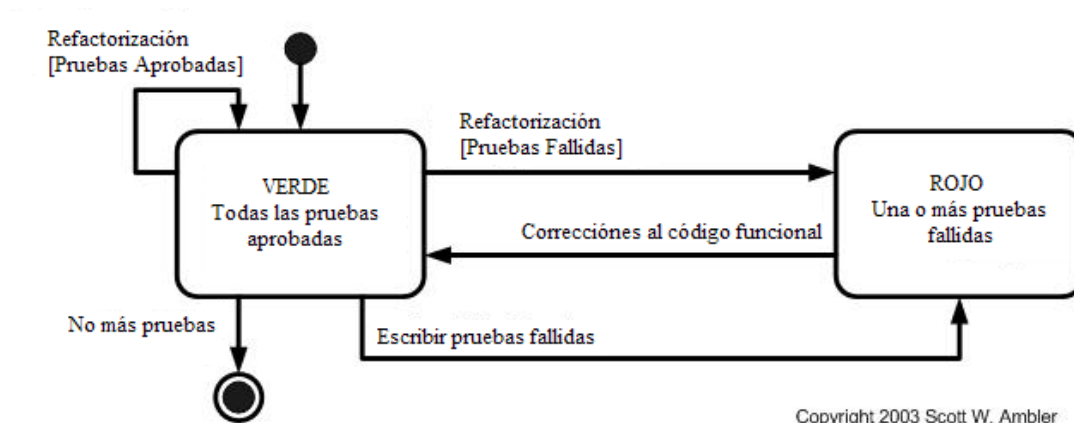 Refactorización
[Pruebas Aprobadas]
Refactorización
[Pruebas Fallidas]
VERDE
Todas las pruebas
aprobadas
ROJO
Una o más pruebas
fallidas
Correcciónes al código funcional
No más pruebas
Escribir pruebas fallidas
Copyright 2003 Scott W. Ambler